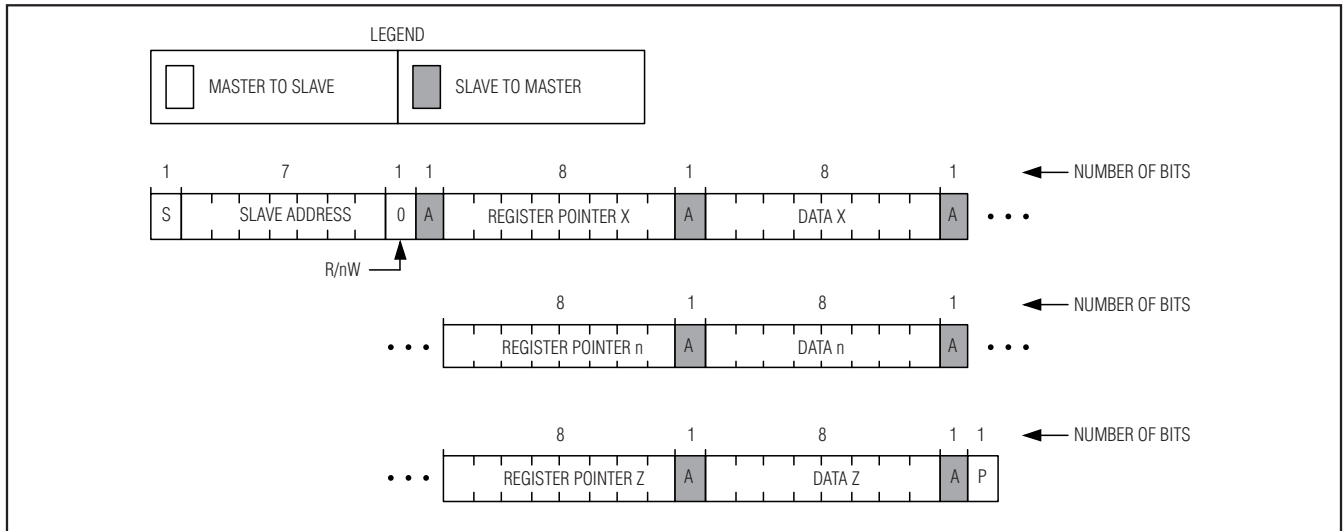 LEGEND
MASTER TO SLAVE SLAVE TO MASTER
1 7 1 1 8 1 8 1 NUMBER OF BITS
S SLAVE ADDRESS 0 A REGISTER POINTER X A DATA X A • • •
R/nW
8 1 8 1 NUMBER OF BITS
• • • REGISTER POINTER n A DATA n A • • •
8 1 8 1 1 NUMBER OF BITS
• • • REGISTER POINTER Z A DATA Z A P